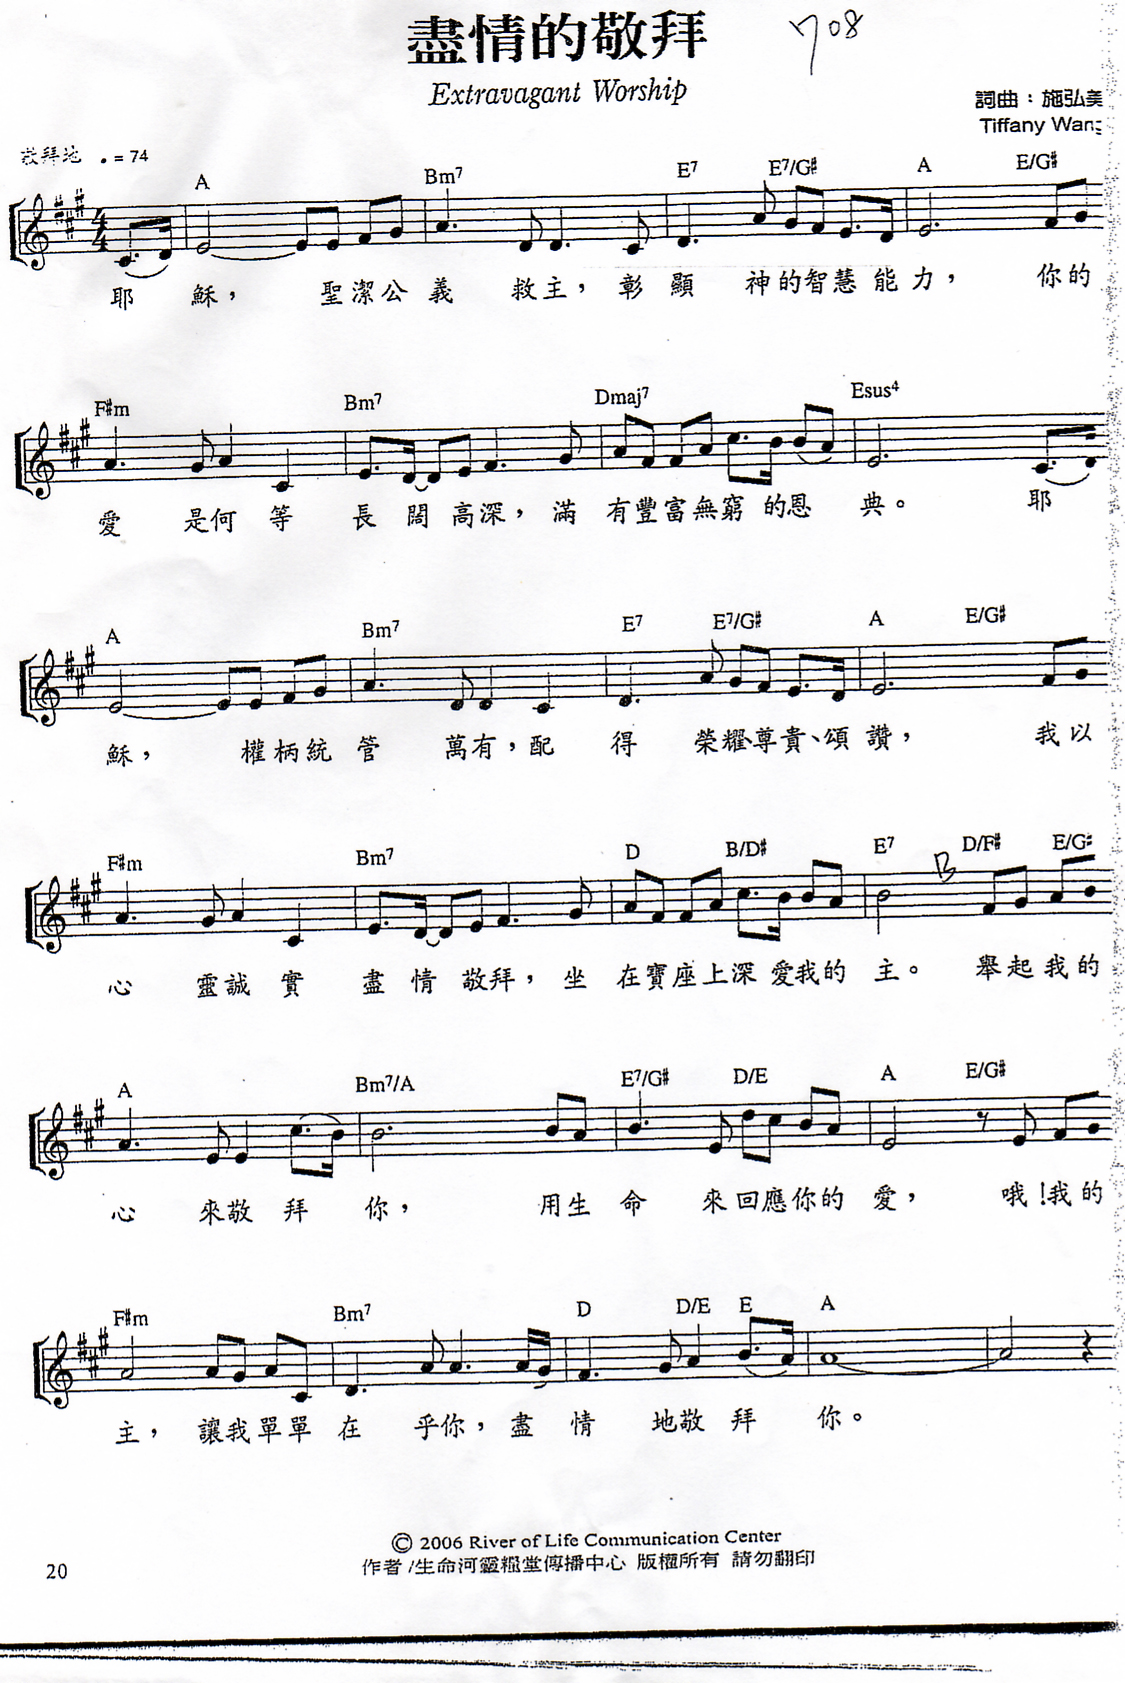 盡情的敬拜
708
Extravagant Worship
詞曲：施弘美
Tiffany Wang
敬拜地 ♩. = 74
A Bm7 E7 E7/G# A E/G#
耶 穌， 聖潔公 義 救主，彰 顯 神的智慧 能 力， 你的
F#m Bm7 Dmaj7 Esus4
愛 是何 等 長 闊 高深，滿 有豐富無窮 的恩 典。 耶
A Bm7 E7 E7/G# A E/G#
穌， 權柄統 管 萬有，配 得 榮耀、尊貴、頌 讚， 我以
F#m Bm7 D B/D# E7 B D/F# E/G#
心 靈誠 實 盡 情 敬拜，坐 在寶座上深 愛我的 主。 舉起我的
A Bm7/A E7/G# D/E A E/G#
心 來敬 拜 你， 用生 命 來回應你的 愛， 哦!我的
F#m Bm7 D D/E E A
主， 讓我單單 在 乎你，盡 情 地敬 拜 你。
© 2006 River of Life Communication Center
作者/生命河靈糧堂傳播中心 版權所有 請勿翻印
20